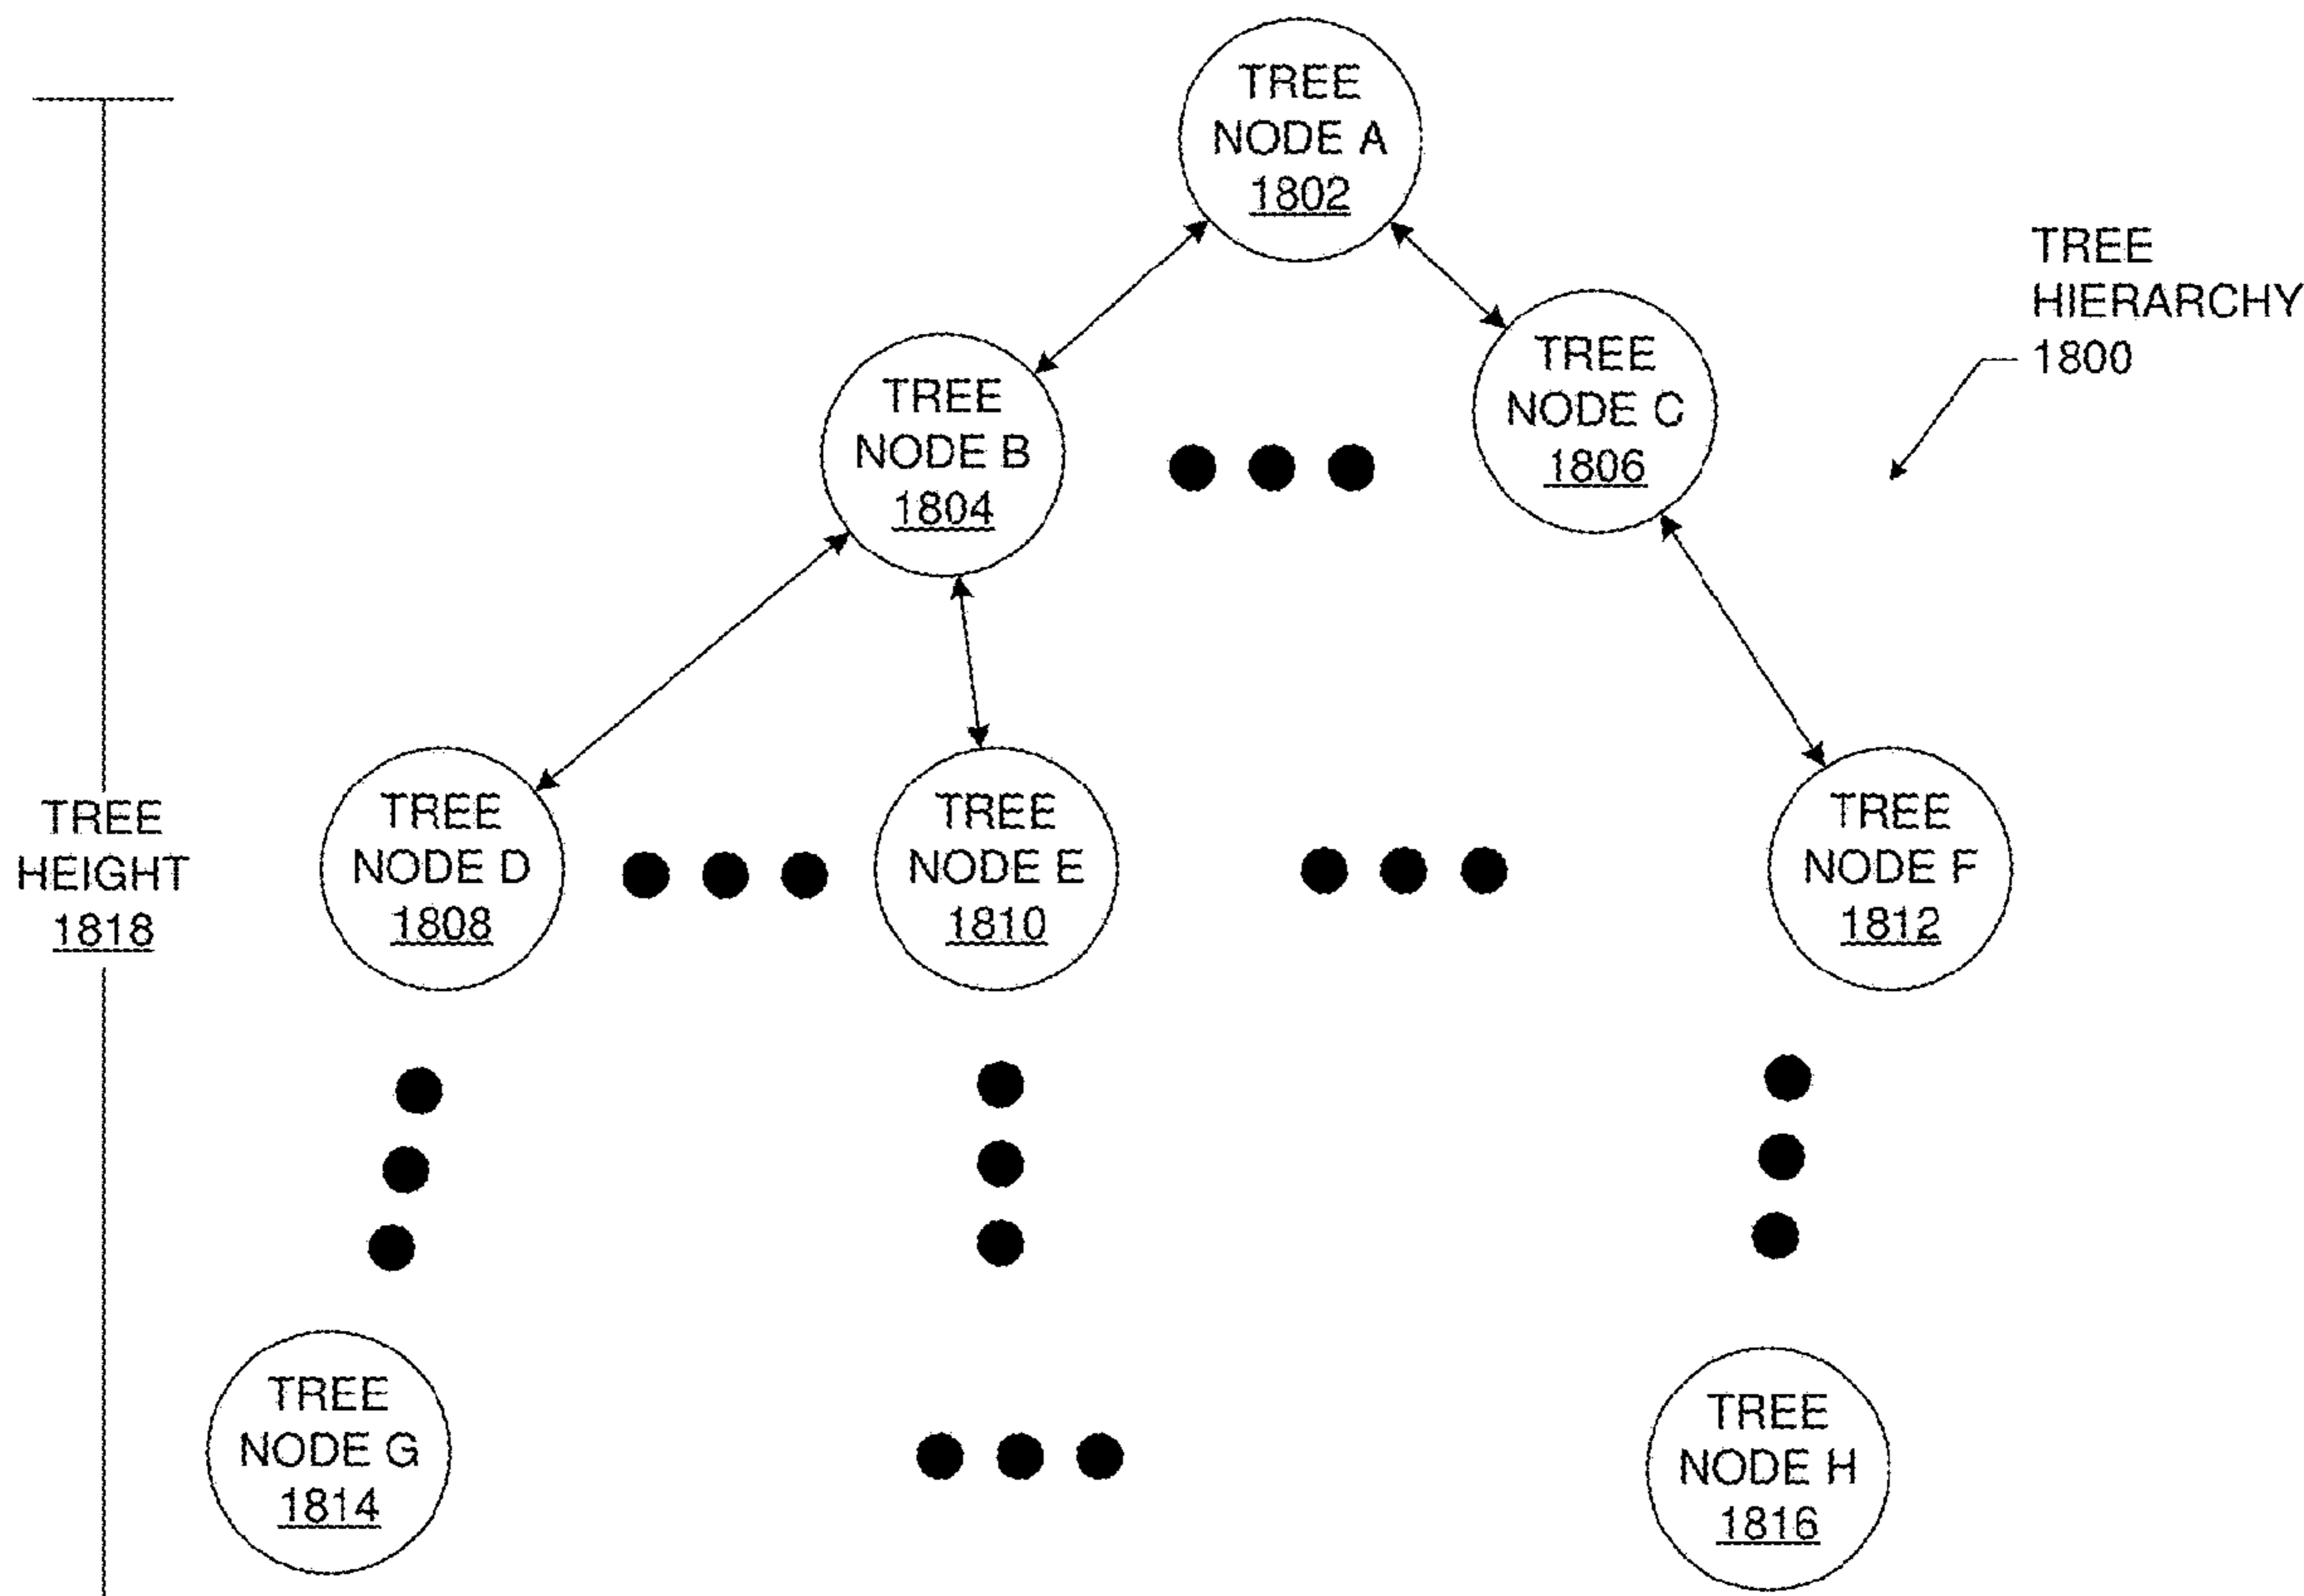 TREE
NODE A
1802
TREE
HIERARCHY
1800
TREE
NODE B
1804
TREE
NODE C
1806
TREE
HEIGHT
1818
TREE
NODE D
1808
TREE
NODE E
1810
TREE
NODE F
1812
TREE
NODE G
1814
TREE
NODE H
1816